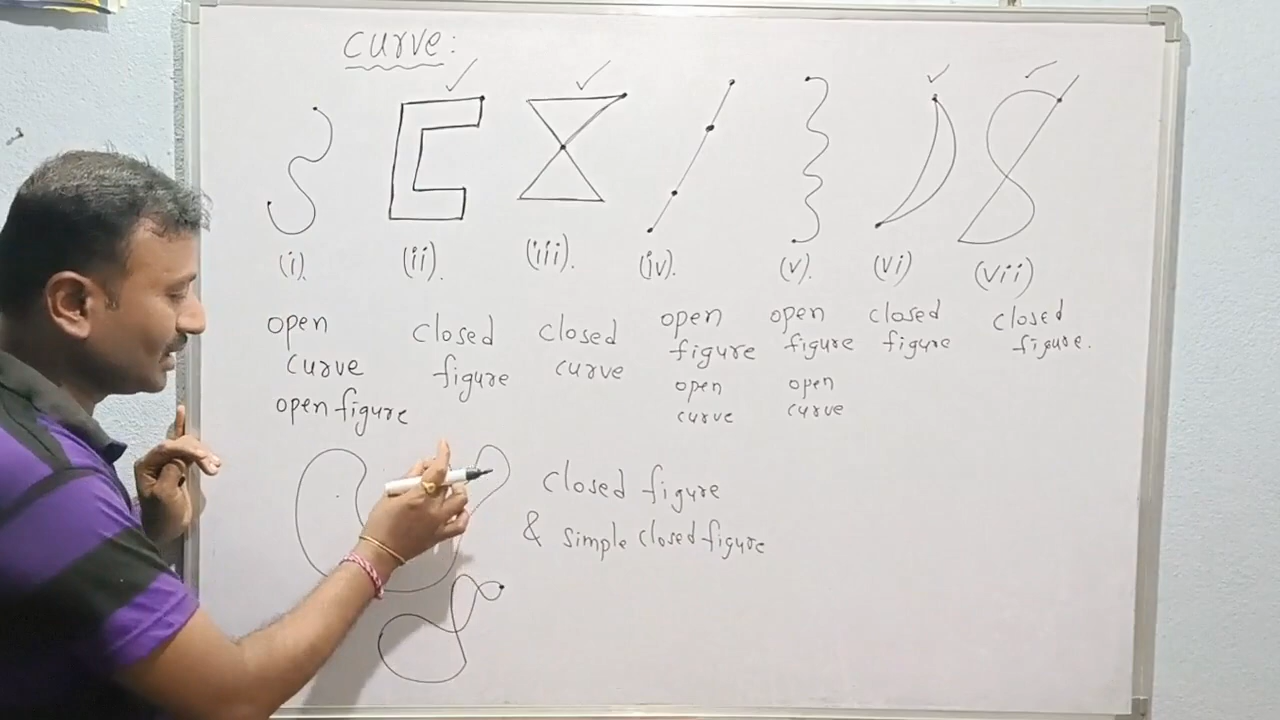 curve:
(i).
(ii).
(iii).
(iv).
(v).
(vi)
(vii)
open
curve
open figure
closed
figure
closed
curve
open
figure
open
curve
open
figure
open
curve
closed
figure
closed
figure.
closed figure
& simple closed figure